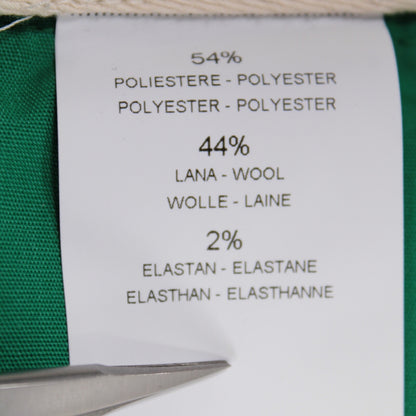 54%
POLIESTERE - POLYESTER
POLYESTER - POLYESTER
44%
LANA - WOOL
WOLLE - LAINE
2%
ELASTAN - ELASTANE
ELASTHAN - ELASTHANNE